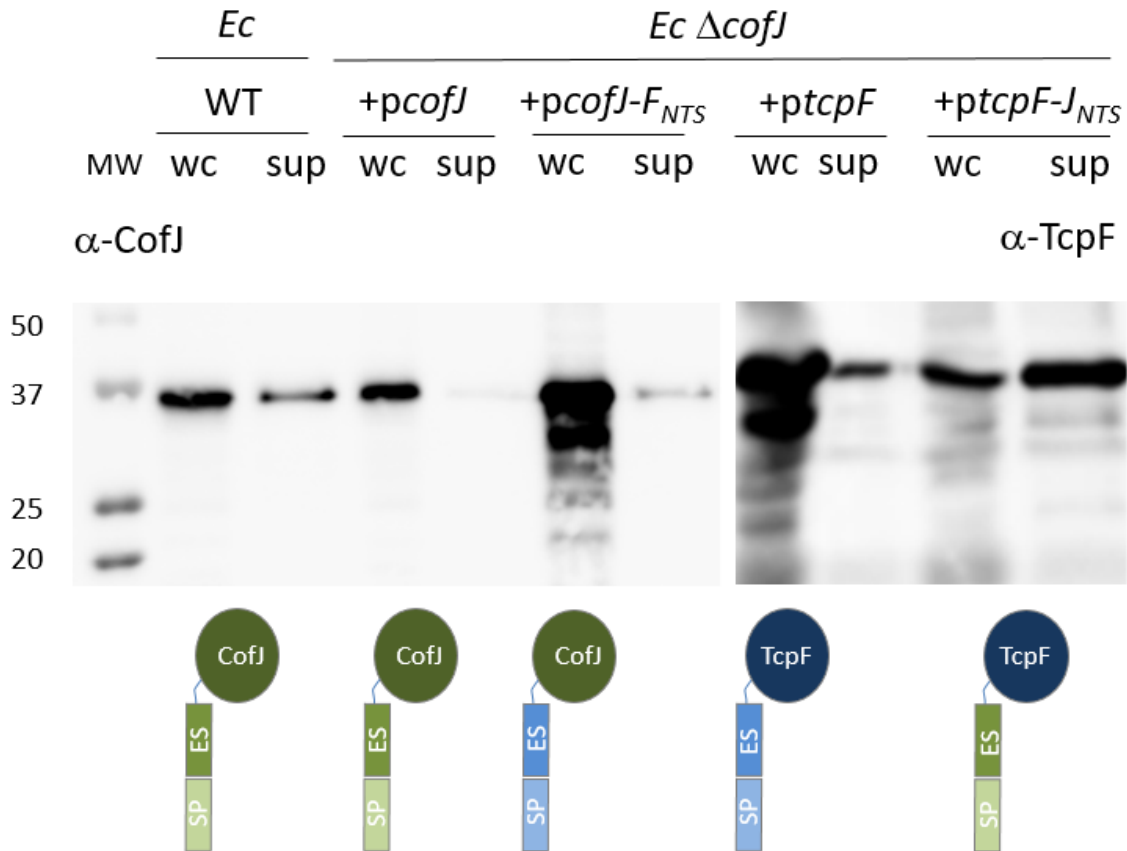 Ec Ec ΔcofJ
WT +pcofJ +pcofJ-F_NTS +ptcpF +ptcpF-J_NTS
MW wc sup wc sup wc sup wc sup wc sup
α-CofJ α-TcpF
50
37
25
20
CofJ CofJ CofJ TcpF TcpF
ES ES ES ES ES
SP SP SP SP SP